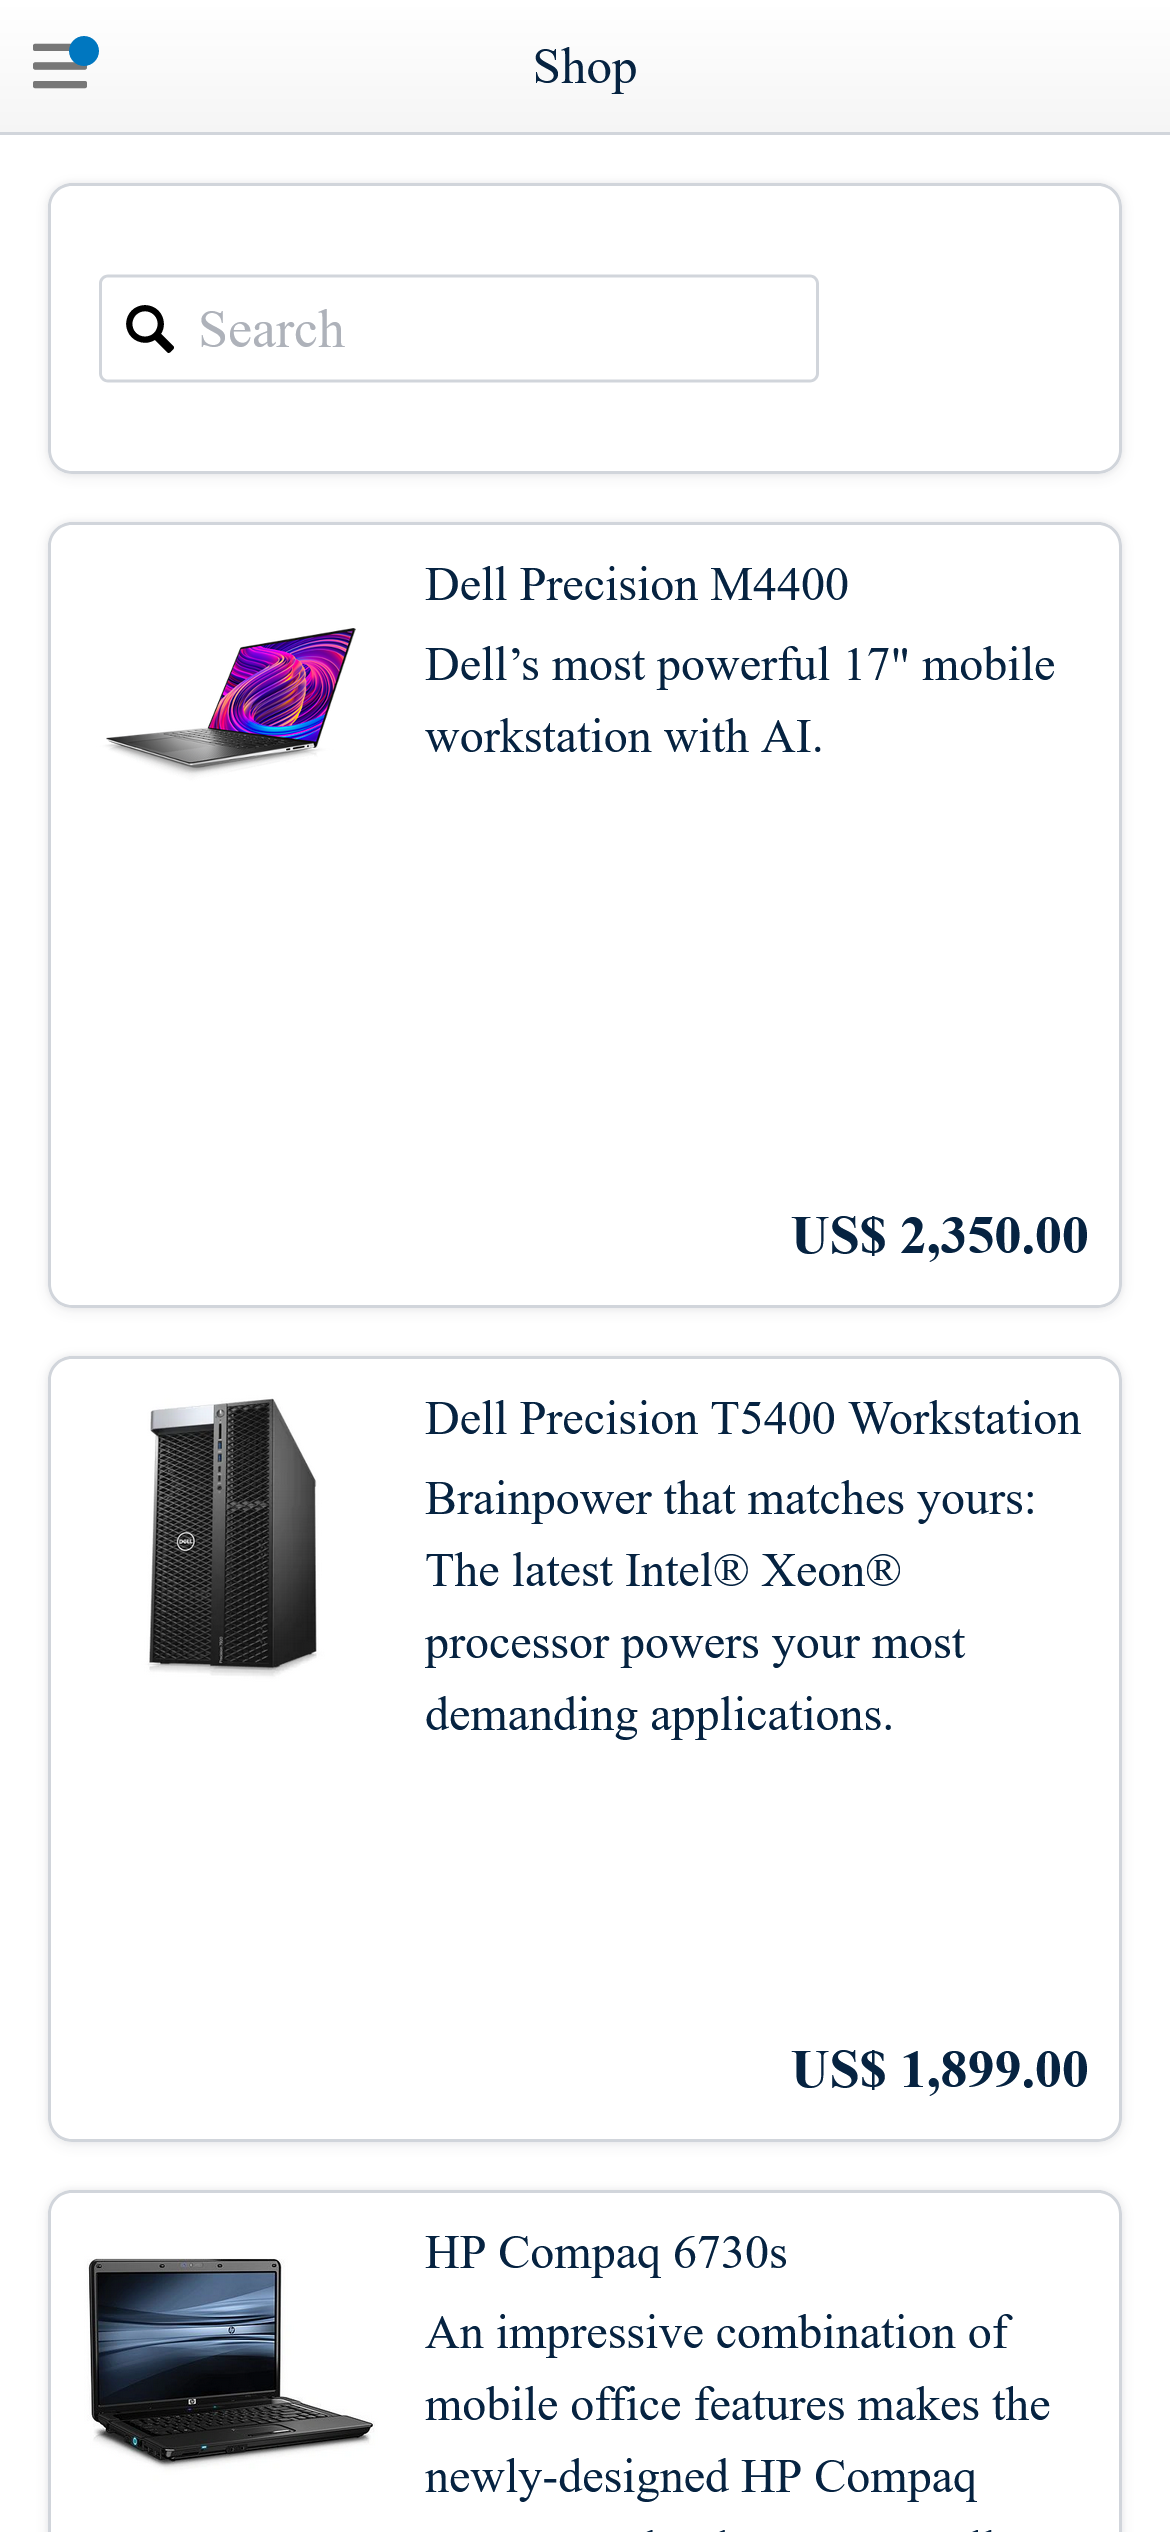 Shop
Search
Dell Precision M4400
Dell’s most powerful 17" mobile
workstation with AI.
US$ 2,350.00
Dell Precision T5400 Workstation
Brainpower that matches yours:
The latest Intel® Xeon®
processor powers your most
demanding applications.
US$ 1,899.00
HP Compaq 6730s
An impressive combination of
mobile office features makes the
newly-designed HP Compaq